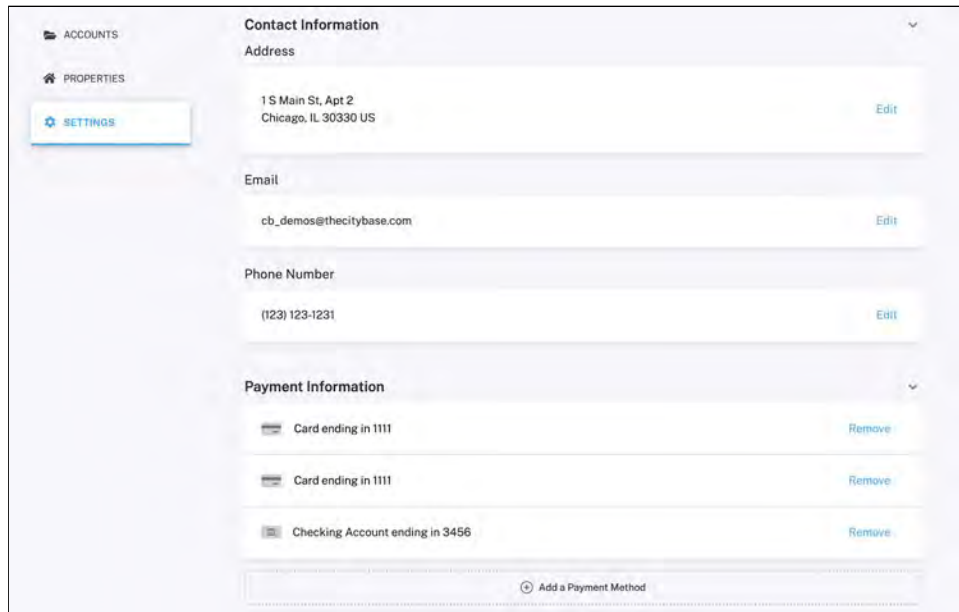 ACCOUNTS
PROPERTIES
SETTINGS
Contact Information
Address
1 S Main St, Apt 2
Chicago, IL 30330 US
Edit
Email
cb_demos@thecitybase.com
Edit
Phone Number
(123) 123-1231
Edit
Payment Information
Card ending in 1111
Remove
Card ending in 1111
Remove
Checking Account ending in 3456
Remove
Add a Payment Method